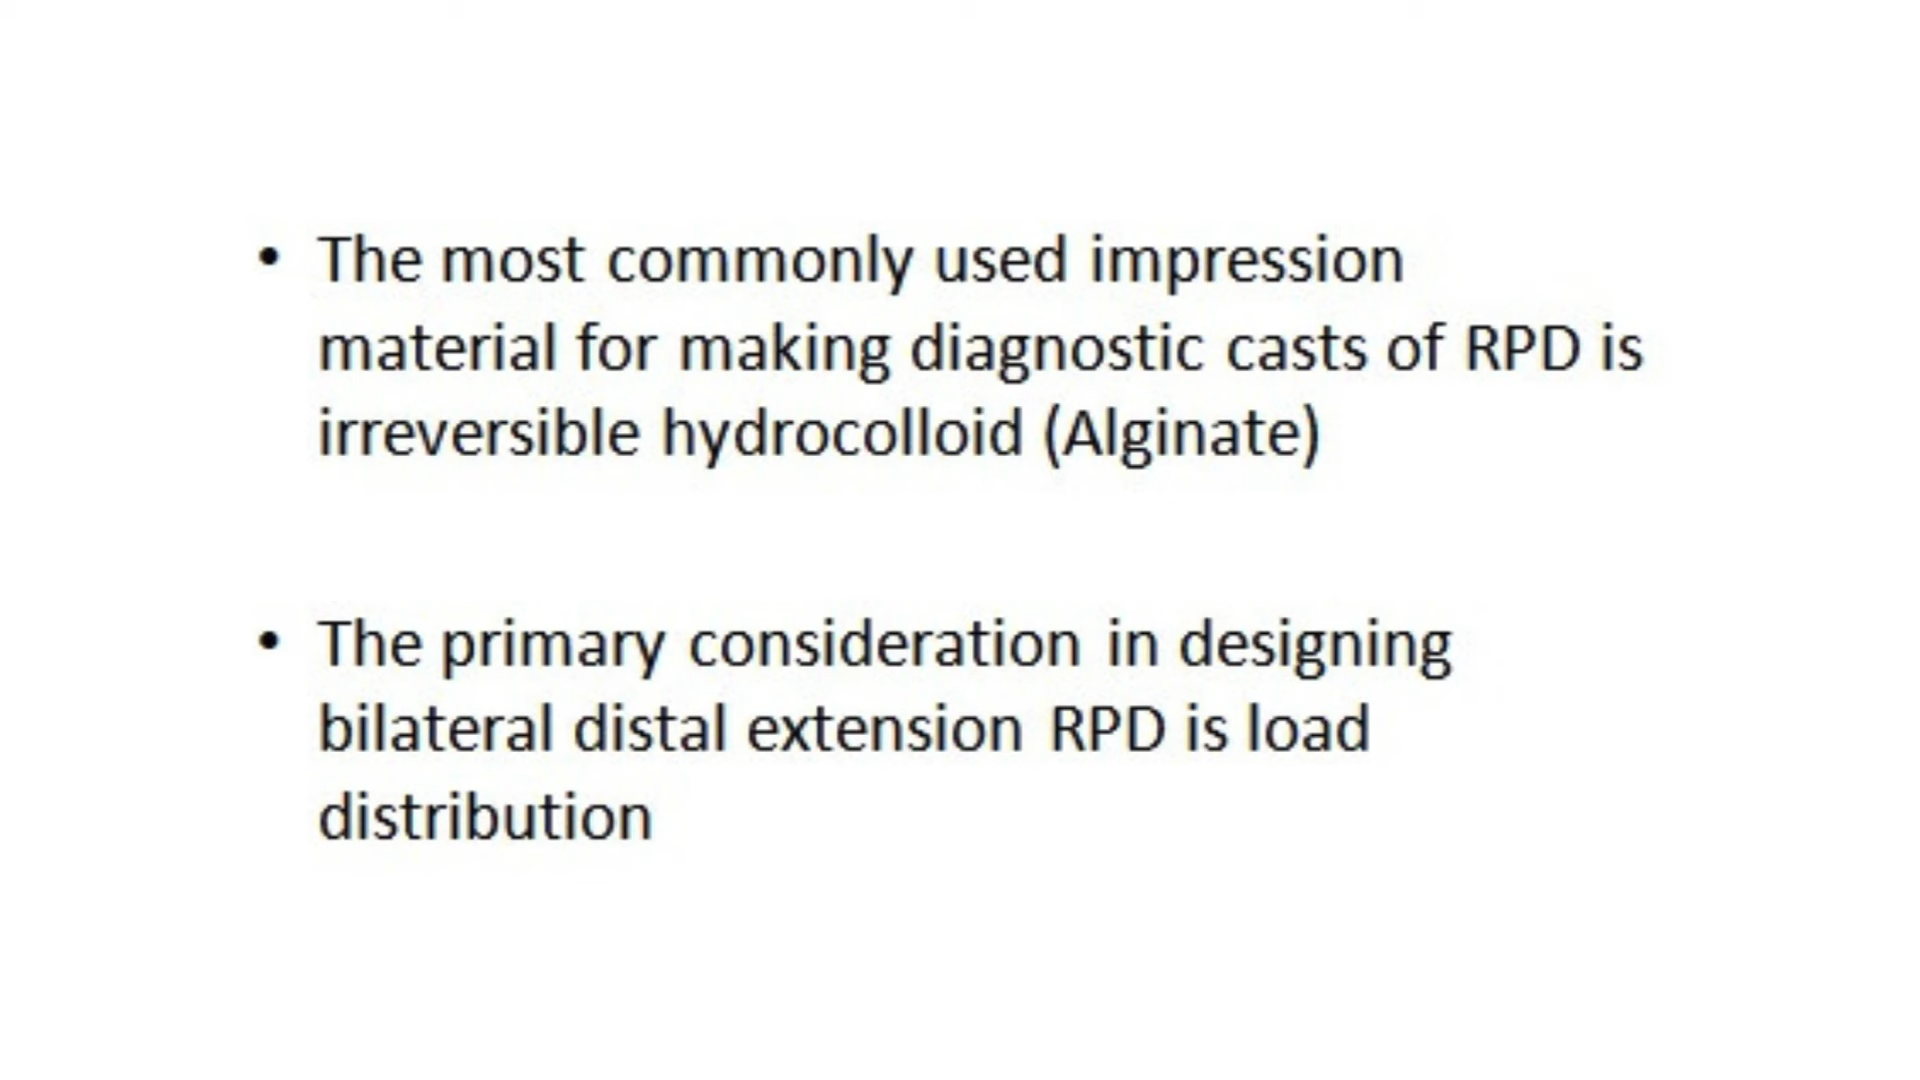 • The most commonly used impression
material for making diagnostic casts of RPD is
irreversible hydrocolloid (Alginate)
• The primary consideration in designing
bilateral distal extension RPD is load
distribution